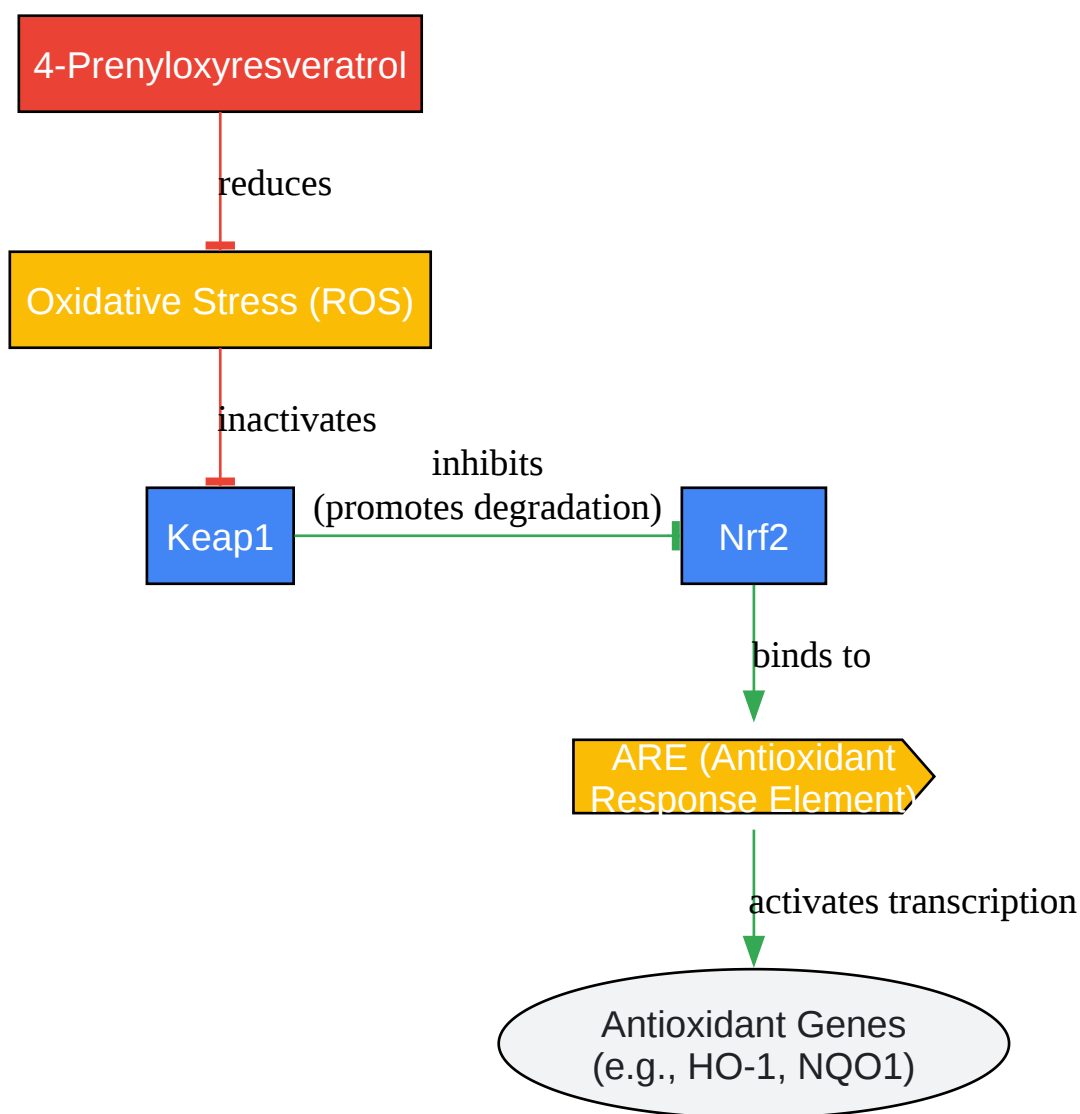 4-Prenyloxyresveratrol
reduces
Oxidative Stress (ROS)
inactivates
inhibits
(promotes degradation)
Keap1
Nrf2
binds to
ARE (Antioxidant
Response Element)
activates transcription
Antioxidant Genes
(e.g., HO-1, NQO1)